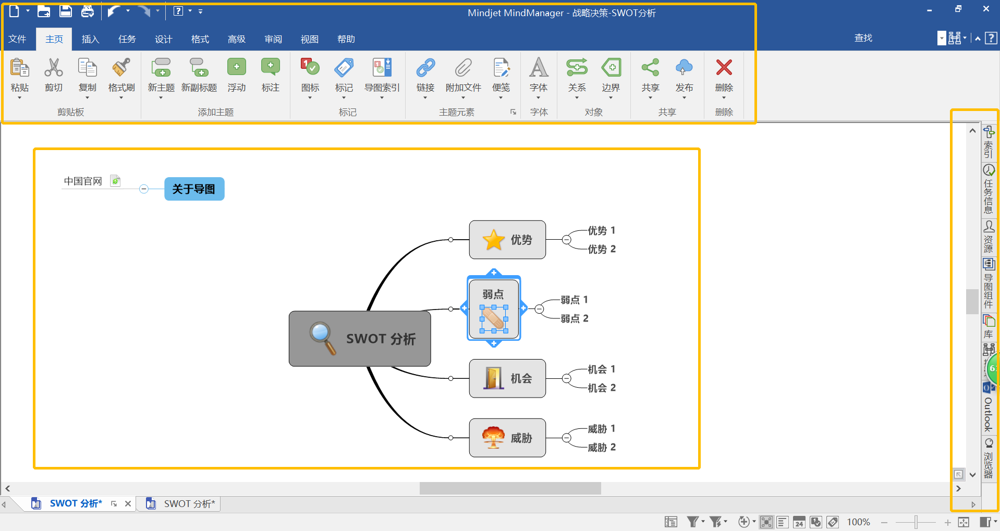 Mindjet MindManager - 战略决策-SWOT分析
文件 主页 插入 任务 设计 格式 高级 审阅 视图 帮助 查找
粘贴 剪切 复制 格式刷 新主题 新副标题 浮动 标注 图标 标记 导图索引 链接 附加文件 便笺 字体 关系 边界 共享 发布 删除
剪贴板 添加主题 标记 主题元素 字体 对象 共享 删除
中国官网
关于导图
优势
优势 1
优势 2
弱点
弱点 1
弱点 2
SWOT 分析
机会
机会 1
机会 2
威胁
威胁 1
威胁 2
索引
任务信息
资源
导图组件
库
Outlook
浏览器
SWOT 分析* SWOT 分析*
24 100%